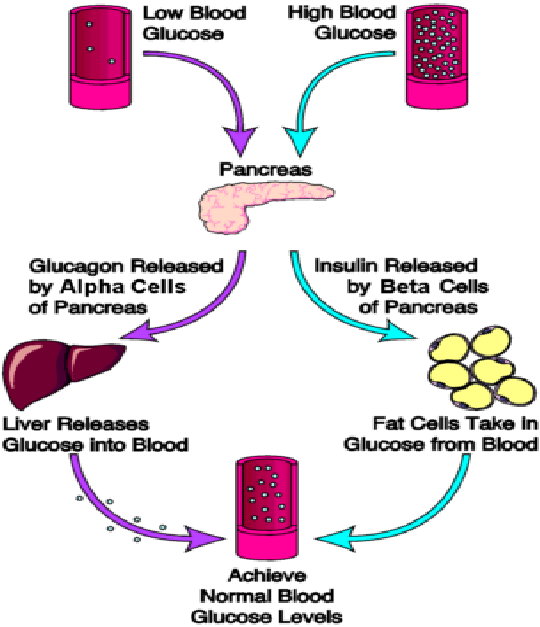 Low Blood
Glucose
High Blood
Glucose
Pancreas
Glucagon Released
by Alpha Cells
of Pancreas
Insulin Released
by Beta Cells
of Pancreas
Liver Releases
Glucose into Blood
Fat Cells Take in
Glucose from Blood
Achieve
Normal Blood
Glucose Levels